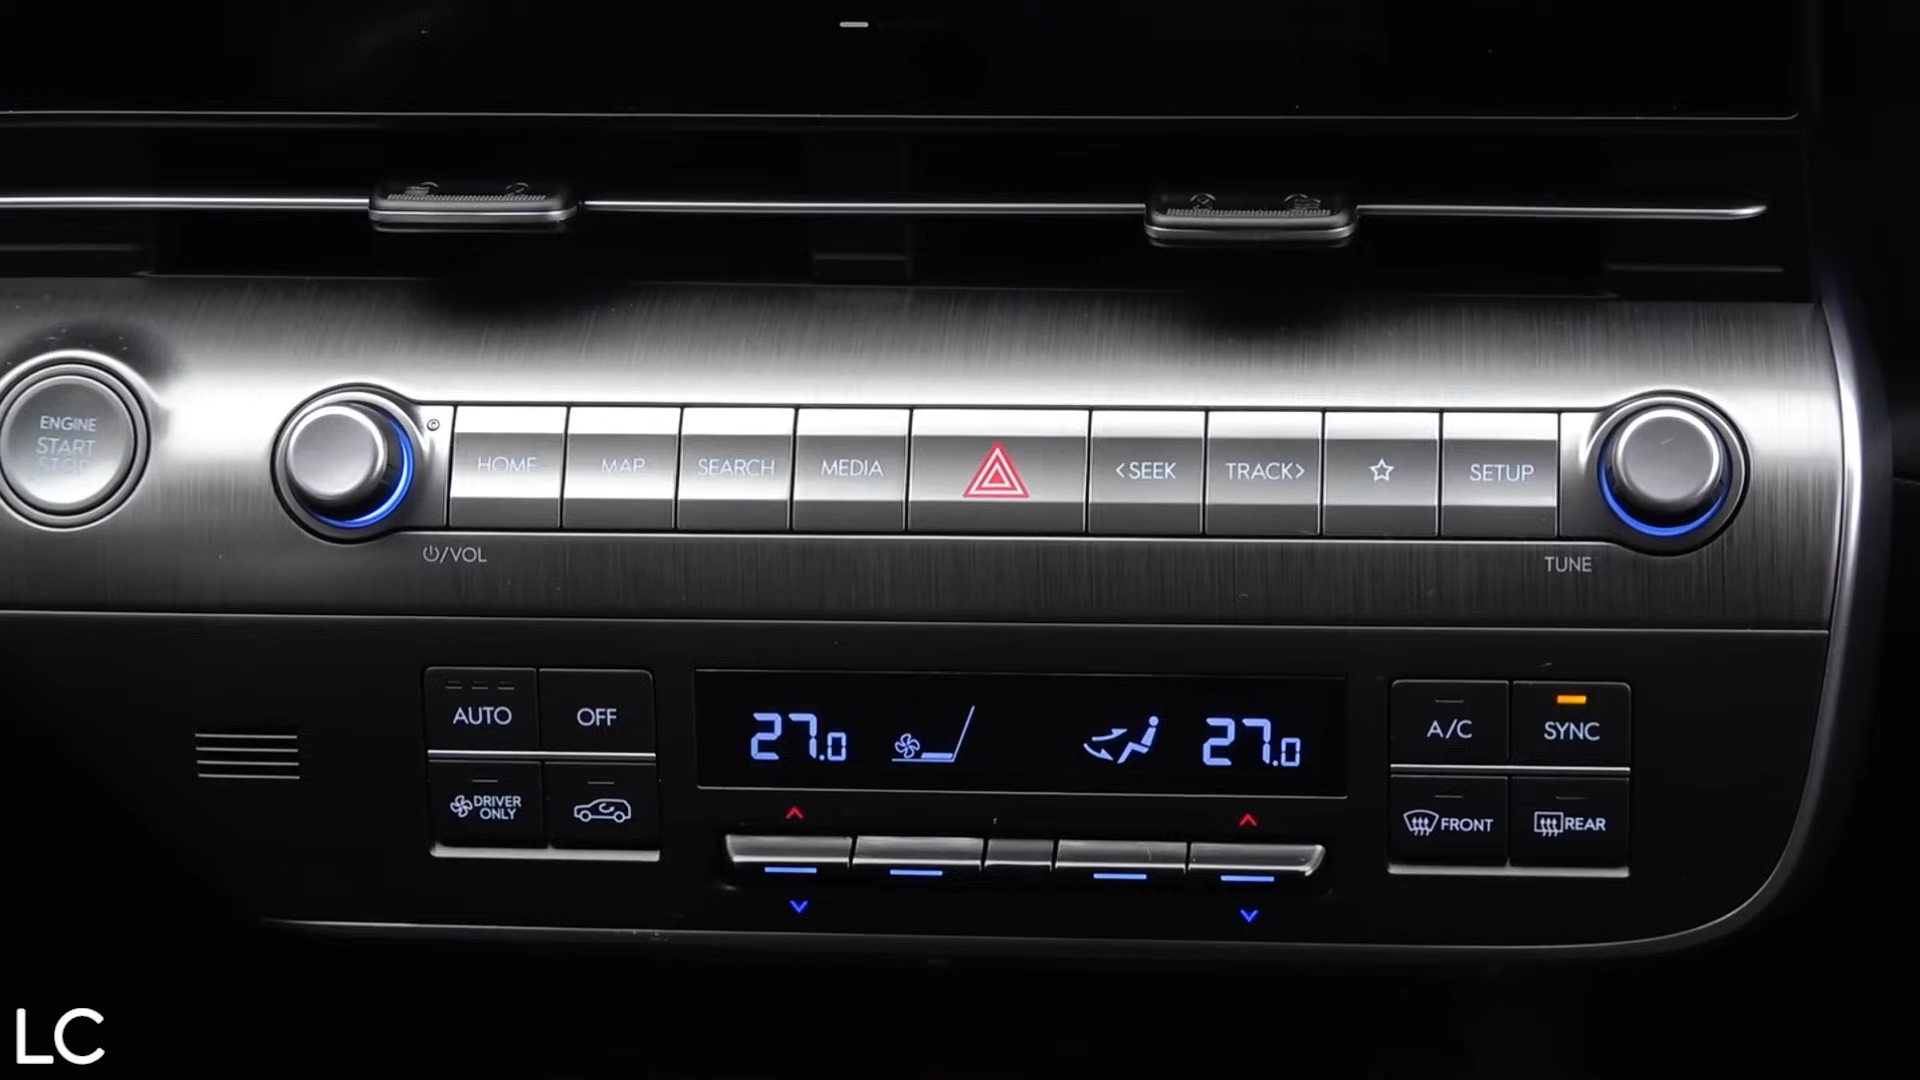 ENGINE
START
STOP
HOME
MAP
SEARCH
MEDIA
<SEEK
TRACK>
SETUP
/VOL
TUNE
AUTO
OFF
27.0
27.0
A/C
SYNC
DRIVER
ONLY
FRONT
REAR
LC